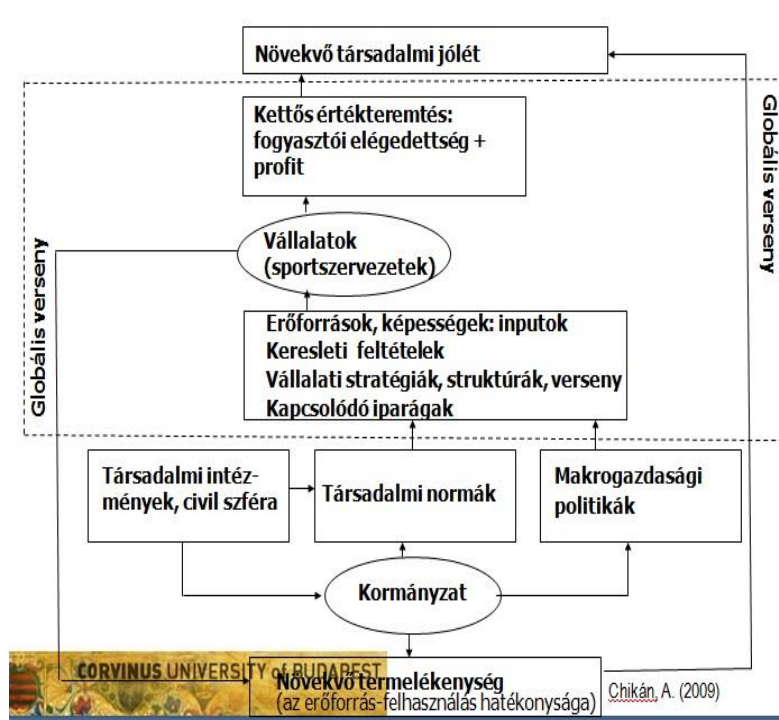 Növekvő társadalmi jólét
Globális verseny
Kettős értékteremtés:
fogyasztói elégedettség +
profit
Globális verseny
Vállalatok
(sportszervezetek)
Erőforrások, képességek: inputok
Keresleti feltételek
Vállalati stratégiák, struktúrák, verseny
Kapcsolódó iparágak
Társadalmi intéz-
mények, civil szféra
Társadalmi normák
Makrogazdasági
politikák
Kormányzat
CORVINUS UNIVERSITY of BUDAPEST
Növekvő termelékenység
(az erőforrás-felhasználás hatékonysága)
Chikán, A. (2009)